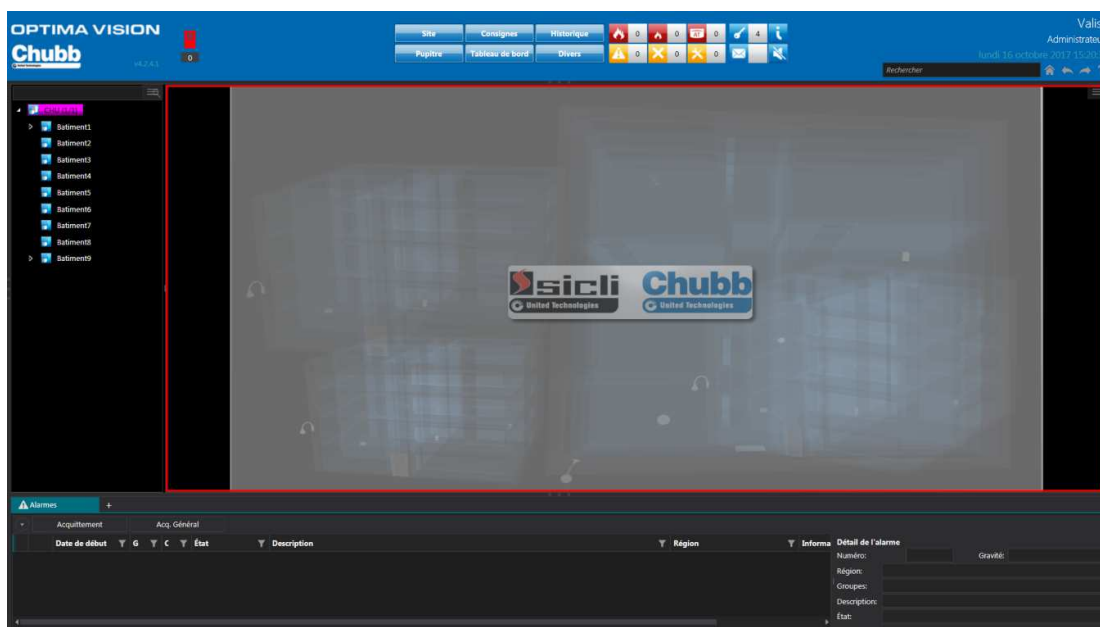 OPTIMA VISION
Chubb
v4.2.4.1
0
Site
Consignes
Historique
Pupitre
Tableau de bord
Divers
0
0
0
4
0
0
0
Valis
Administrateu
lundi 16 octobre 2017 15:20:
Rechercher
Batiment1
Batiment2
Batiment3
Batiment4
Batiment5
Batiment6
Batiment7
Batiment8
Batiment9
sicli
United Technologies
Chubb
United Technologies
Alarmes
+
Acquittement
Acq. Général
Date de début
G
C
État
Description
Région
Informa
Détail de l'alarme
Numéro:
Gravité:
Région:
Groupes:
Description:
État: